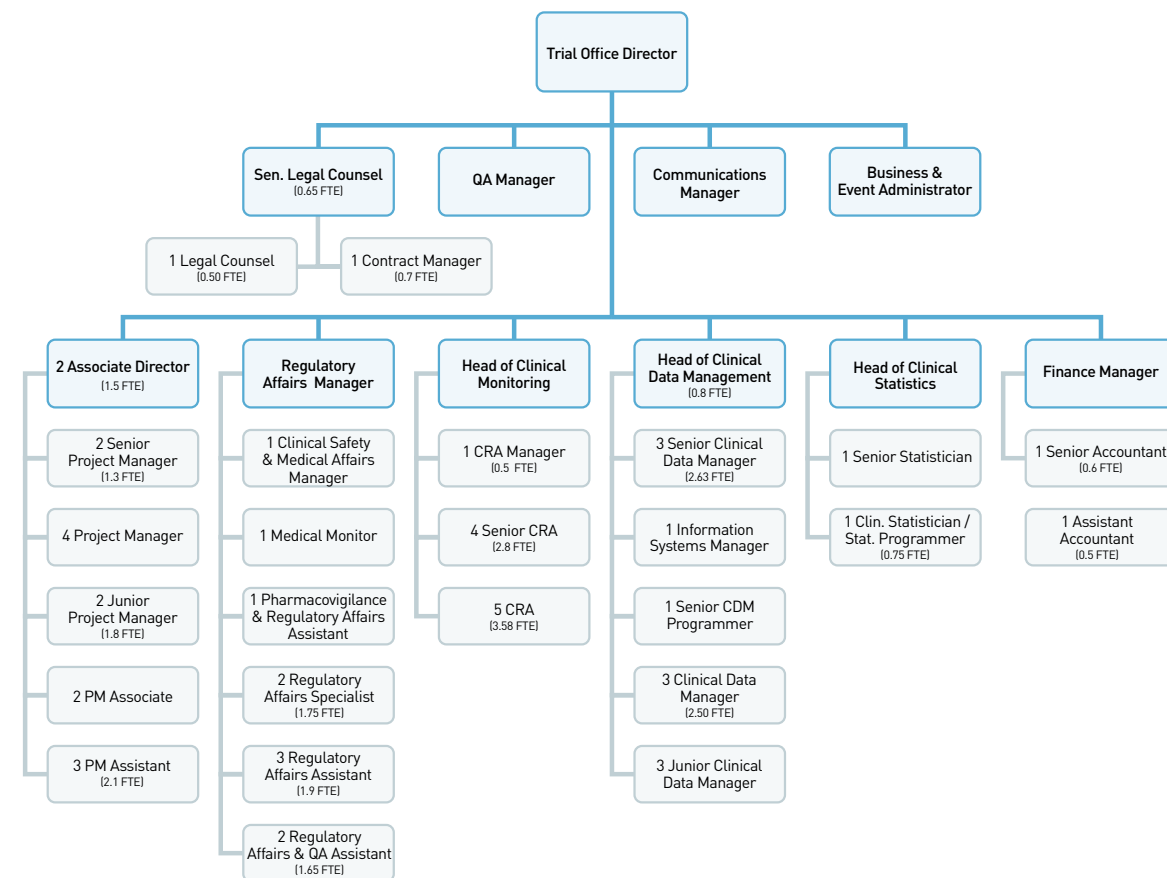 Trial Office Director
Sen. Legal Counsel
(0.65 FTE)
QA Manager
Communications
Manager
Business &
Event Administrator
1 Legal Counsel
(0.50 FTE)
1 Contract Manager
(0.7 FTE)
2 Associate Director
(1.5 FTE)
Regulatory
Affairs Manager
Head of Clinical
Monitoring
Head of Clinical
Data Management
(0.8 FTE)
Head of Clinical
Statistics
Finance Manager
2 Senior
Project Manager
(1.3 FTE)
4 Project Manager
2 Junior
Project Manager
(1.8 FTE)
2 PM Associate
3 PM Assistant
(2.1 FTE)
1 Clinical Safety
& Medical Affairs
Manager
1 Medical Monitor
1 Pharmacovigilance
& Regulatory Affairs
Assistant
2 Regulatory
Affairs Specialist
(1.75 FTE)
3 Regulatory
Affairs Assistant
(1.9 FTE)
2 Regulatory
Affairs & QA Assistant
(1.65 FTE)
1 CRA Manager
(0.5 FTE)
4 Senior CRA
(2.8 FTE)
5 CRA
(3.58 FTE)
3 Senior Clinical
Data Manager
(2.63 FTE)
1 Information
Systems Manager
1 Senior CDM
Programmer
3 Clinical Data
Manager
(2.50 FTE)
3 Junior Clinical
Data Manager
1 Senior Statistician
1 Clin. Statistician /
Stat. Programmer
(0.75 FTE)
1 Senior Accountant
(0.6 FTE)
1 Assistant
Accountant
(0.5 FTE)